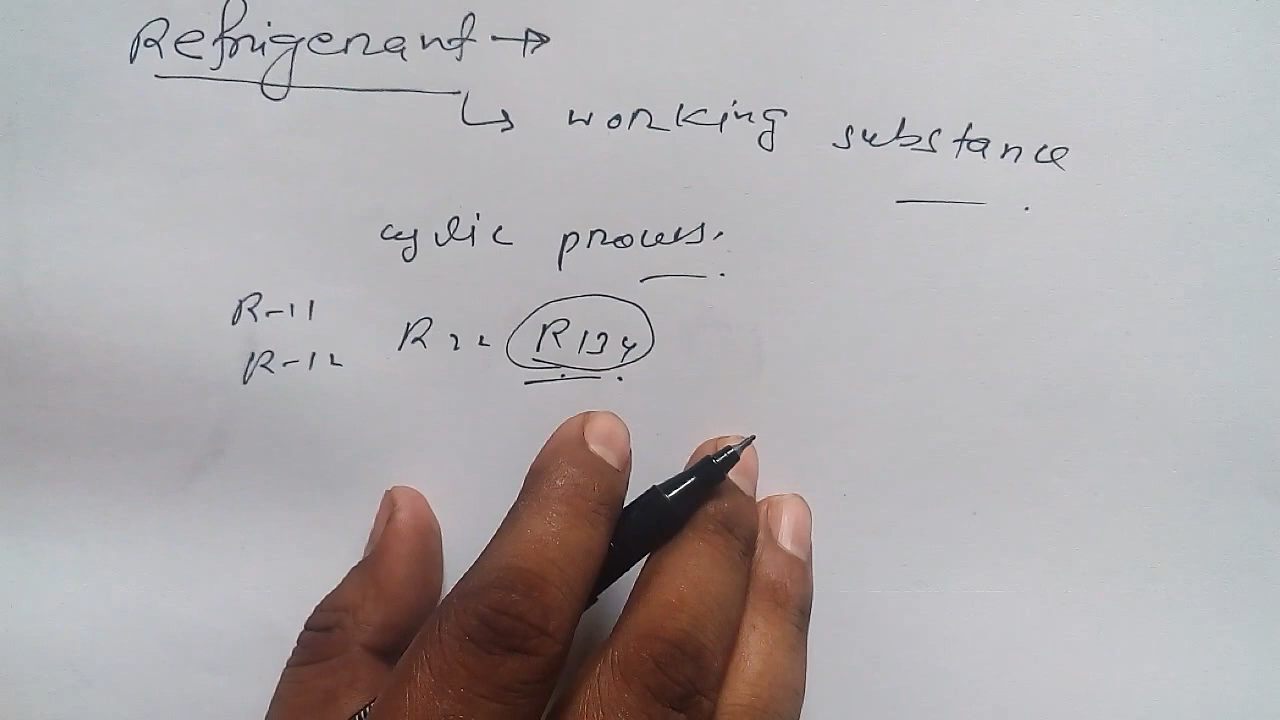 Refrigerant →
↳ working substance
cyclic process.
R-11
R-12 R22 R134